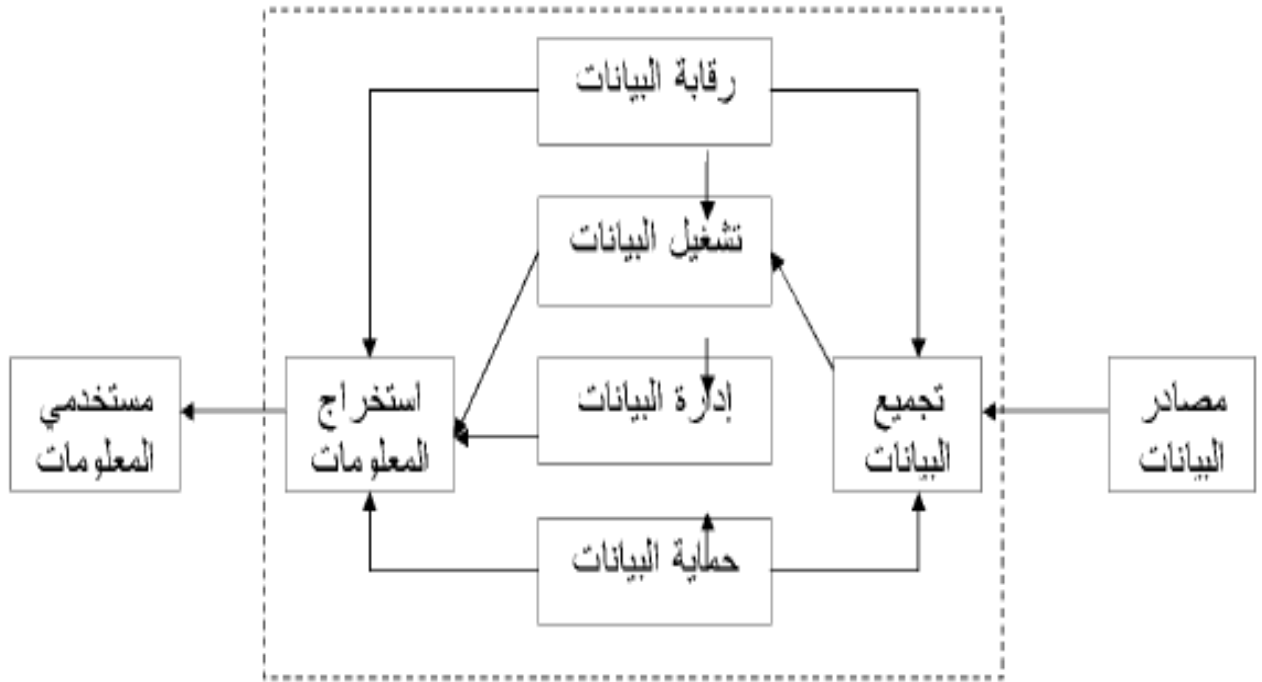 رقابة البيانات
تشغيل البيانات
مصادر
البيانات
تجميع
البيانات
إدارة البيانات
استخراج
المعلومات
مستخدمي
المعلومات
حماية البيانات